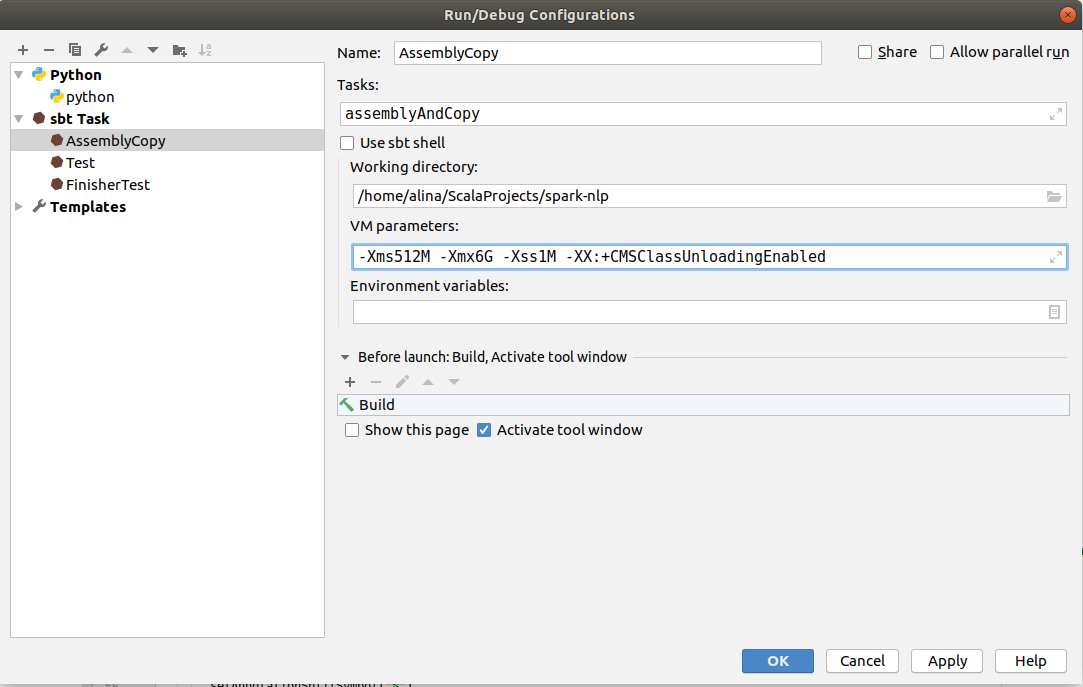 Run/Debug Configurations
Name: AssemblyCopy
Share
Allow parallel run
Python
python
sbt Task
AssemblyCopy
Test
FinisherTest
Templates
Tasks:
assemblyAndCopy
Use sbt shell
Working directory:
/home/alina/ScalaProjects/spark-nlp
VM parameters:
-Xms512M -Xmx6G -Xss1M -XX:+CMSClassUnloadingEnabled
Environment variables:
Before launch: Build, Activate tool window
Build
Show this page
Activate tool window
OK
Cancel
Apply
Help